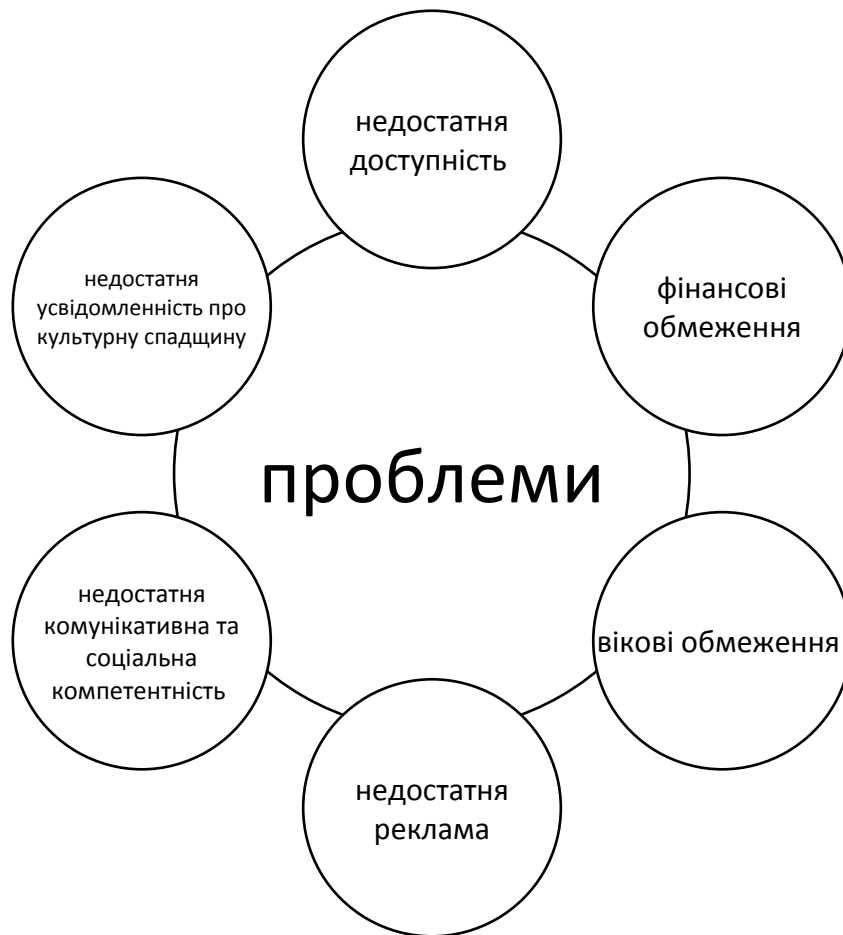 недостатня
доступність
фінансові
обмеження
вікові обмеження
недостатня
реклама
недостатня
комунікативна та
соціальна
компетентність
недостатня
усвідомленність про
культурну спадщину
проблеми